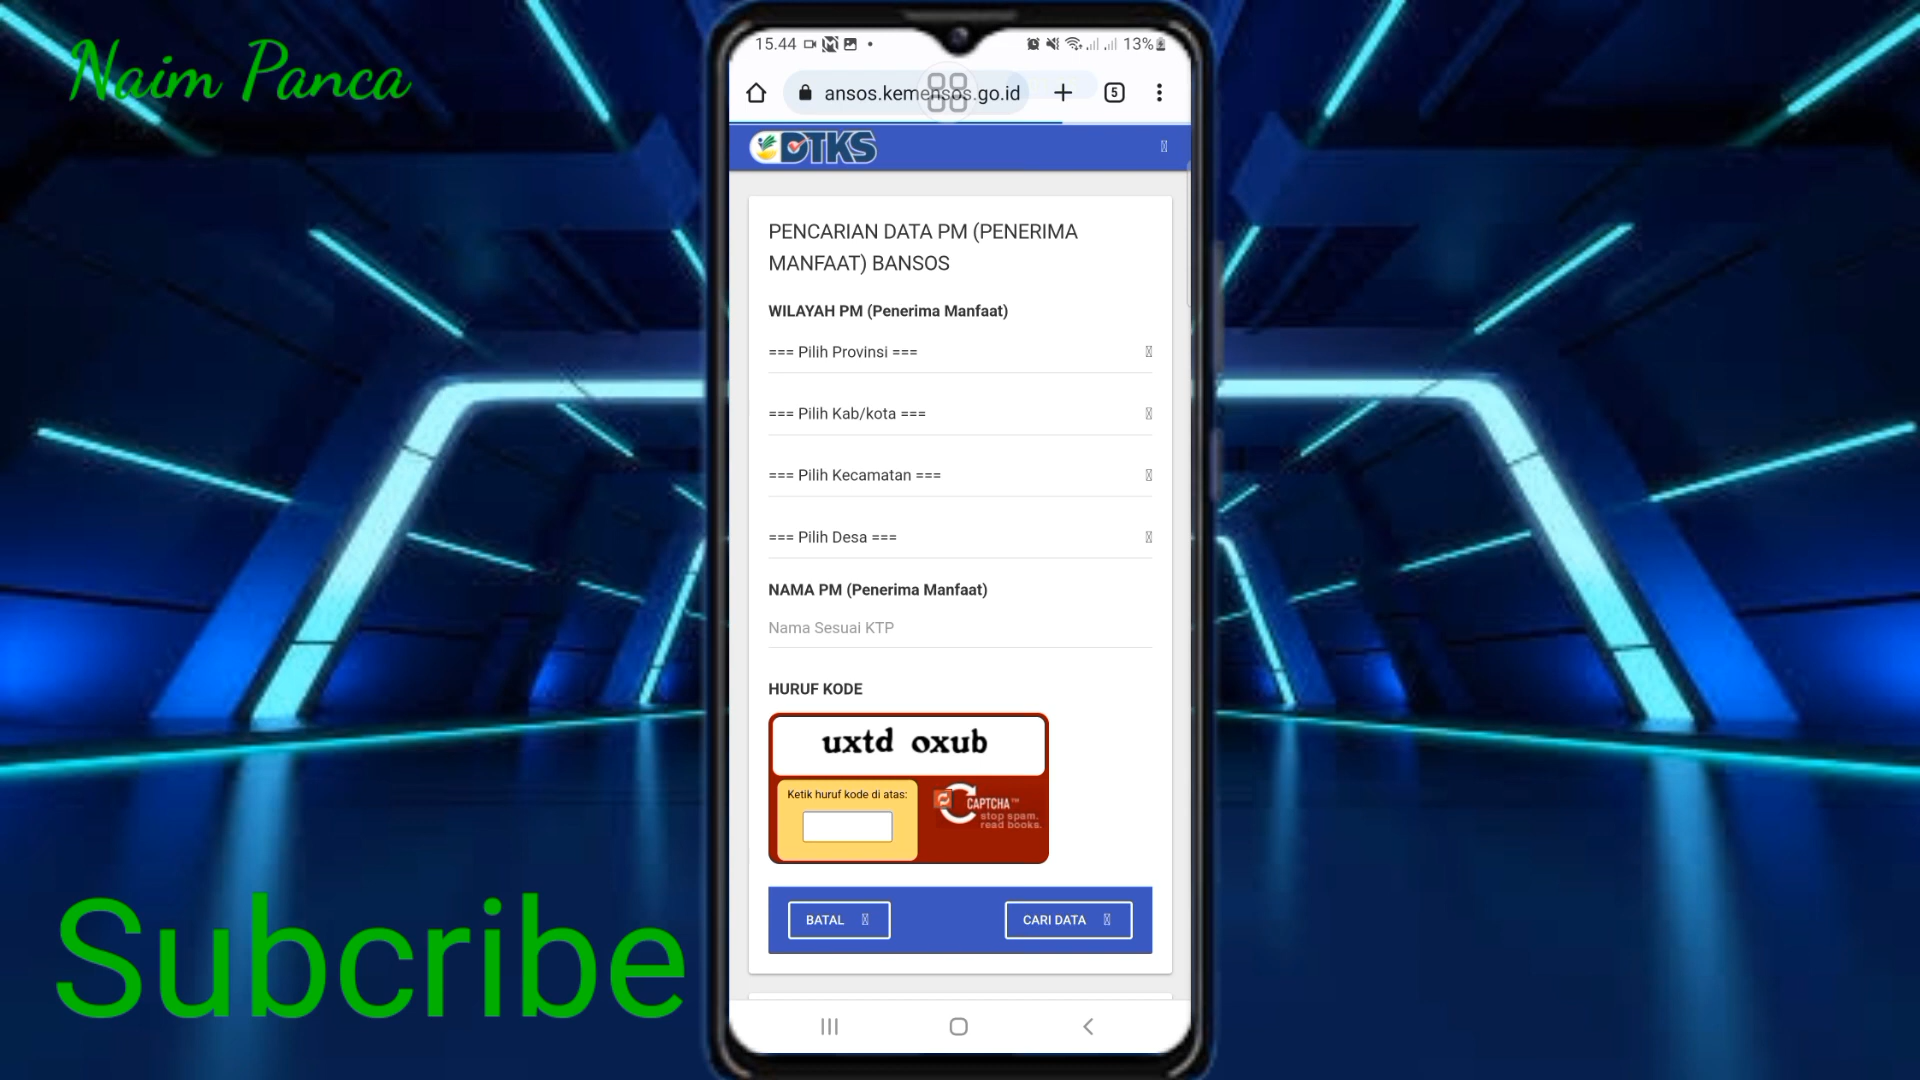 Naim Panca
15.44
13%
ansos.kemensos.go.id
5
DTKS
PENCARIAN DATA PM (PENERIMA
MANFAAT) BANSOS
WILAYAH PM (Penerima Manfaat)
=== Pilih Provinsi ===
=== Pilih Kab/kota ===
=== Pilih Kecamatan ===
=== Pilih Desa ===
NAMA PM (Penerima Manfaat)
Nama Sesuai KTP
HURUF KODE
uxtd oxub
Ketik huruf kode di atas:
CAPTCHA™
stop spam.
read books.
BATAL
CARI DATA
Subcribe